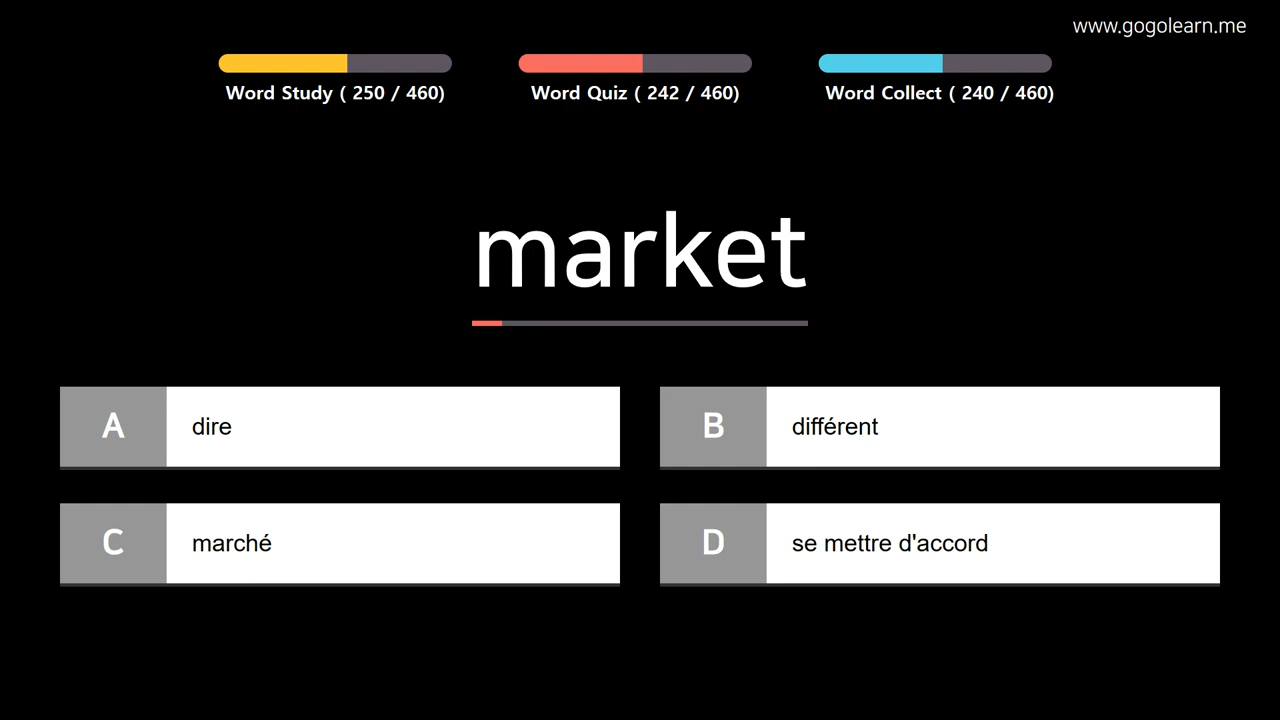 www.gogolearn.me
Word Study ( 250 / 460)
Word Quiz ( 242 / 460)
Word Collect ( 240 / 460)
market
A
dire
B
différent
C
marché
D
se mettre d'accord